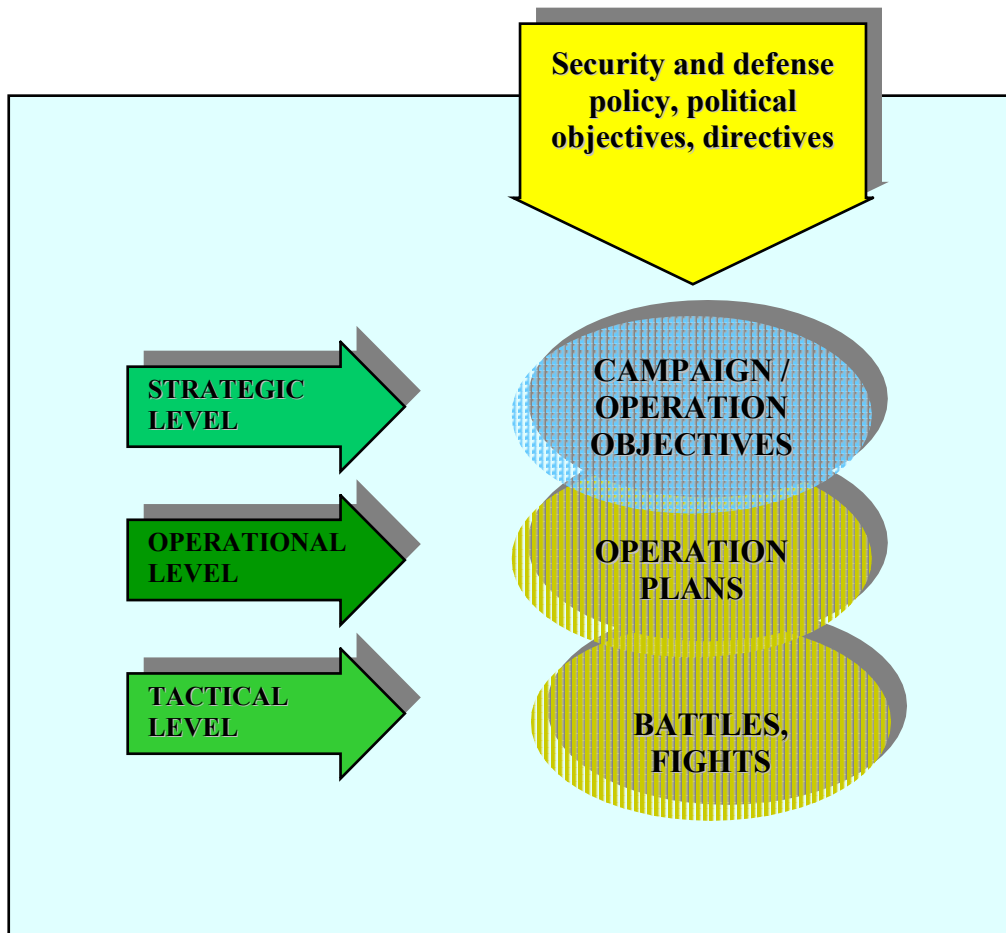 Security and defense
policy, political
objectives, directives
STRATEGIC
LEVEL
CAMPAIGN /
OPERATION
OBJECTIVES
OPERATIONAL
LEVEL
OPERATION
PLANS
TACTICAL
LEVEL
BATTLES,
FIGHTS